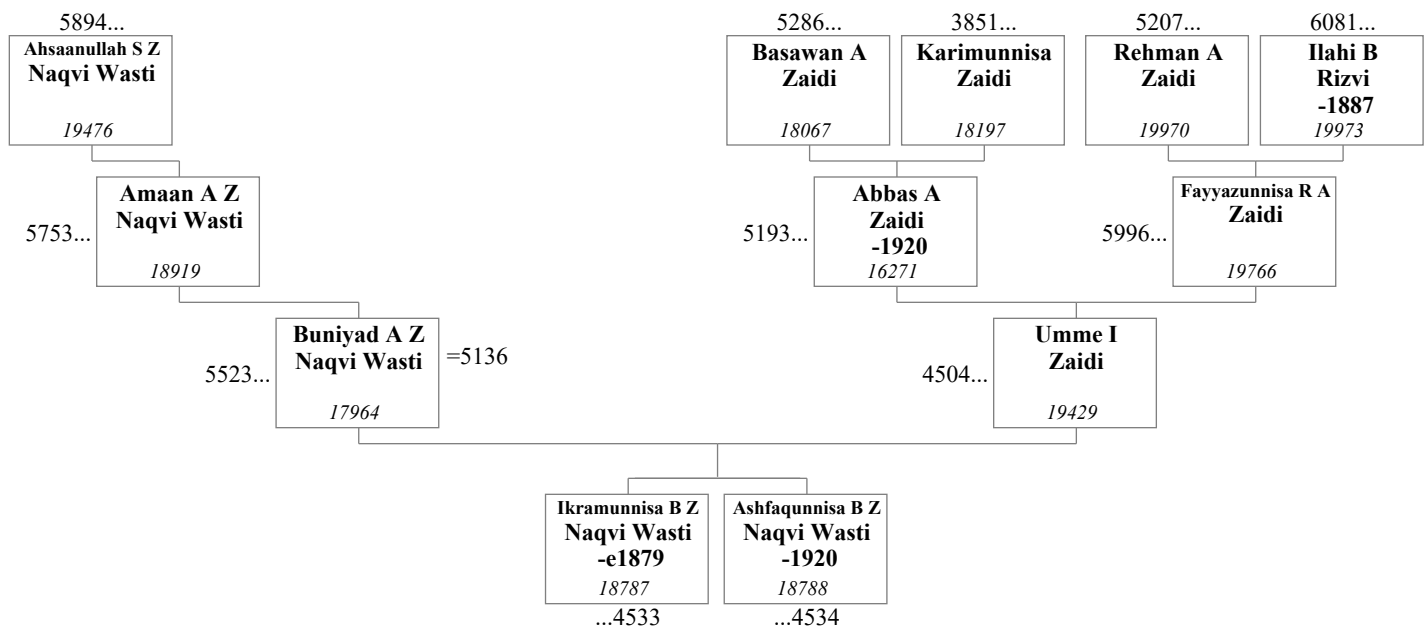 5894...
5286...
3851...
5207...
6081...
Ahsaanullah S Z
Naqvi Wasti
19476
Basawan A
Zaidi
18067
Karimunnisa
Zaidi
18197
Rehman A
Zaidi
19970
Ilahi B
Rizvi
-1887
19973
5753...
Amaan A Z
Naqvi Wasti
18919
5193...
Abbas A
Zaidi
-1920
16271
5996...
Fayyazunnisa R A
Zaidi
19766
5523...
Buniyad A Z
Naqvi Wasti
17964
=5136
4504...
Umme I
Zaidi
19429
Ikramunnisa B Z
Naqvi Wasti
-e1879
18787
...4533
Ashfaqunnisa B Z
Naqvi Wasti
-1920
18788
...4534